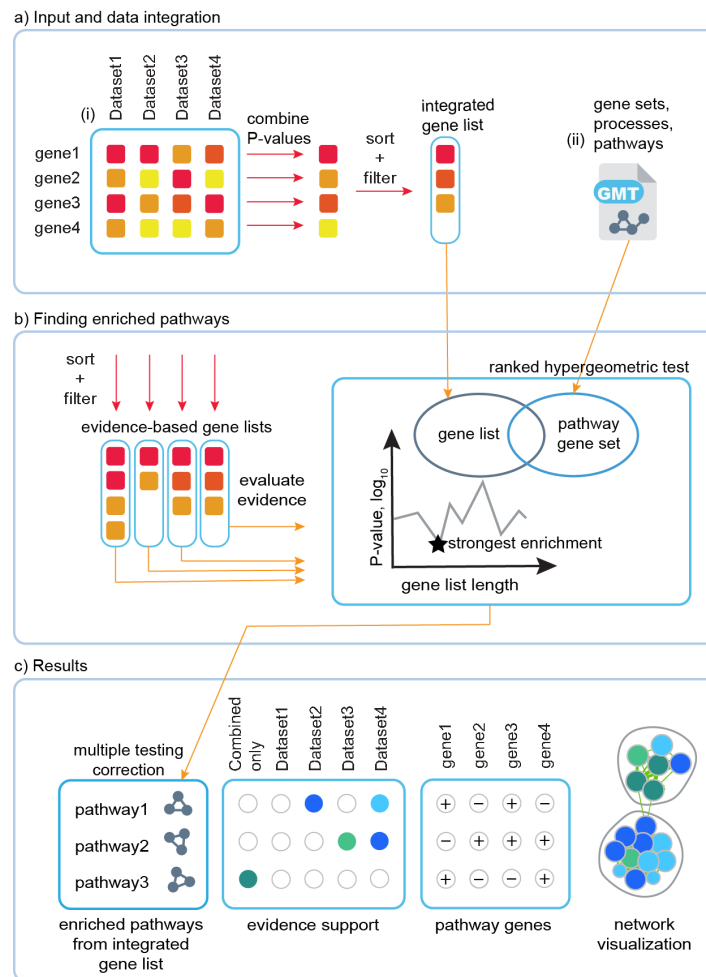 a) Input and data integration
Dataset1
Dataset2
Dataset3
Dataset4
(i)
gene1
gene2
gene3
gene4
combine
P-values
sort
+
filter
integrated
gene list
gene sets,
processes,
pathways
(ii)
GMT
b) Finding enriched pathways
sort
+
filter
evidence-based gene lists
evaluate
evidence
ranked hypergeometric test
gene list
pathway
gene set
P-value, log10
strongest enrichment
gene list length
c) Results
multiple testing
correction
pathway1
pathway2
pathway3
enriched pathways
from integrated
gene list
Combined
only
Dataset1
Dataset2
Dataset3
Dataset4
evidence support
gene1
gene2
gene3
gene4
+ − + −
− + + +
+ − − +
pathway genes
network
visualization